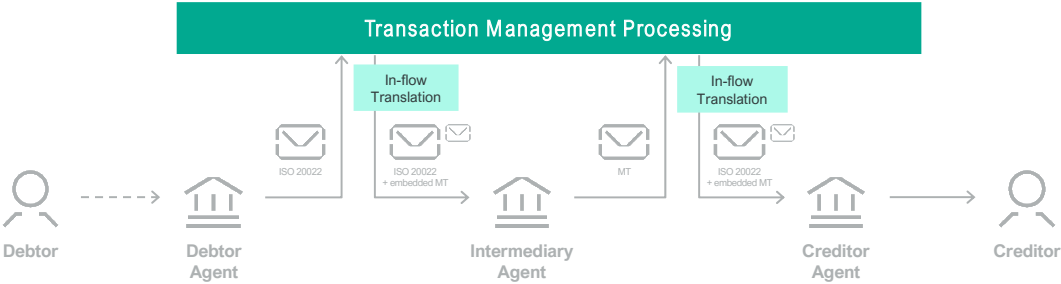 Transaction Management Processing
In-flow
Translation
In-flow
Translation
ISO 20022
ISO 20022
+ embedded MT
MT
ISO 20022
+ embedded MT
Debtor
Debtor
Agent
Intermediary
Agent
Creditor
Agent
Creditor